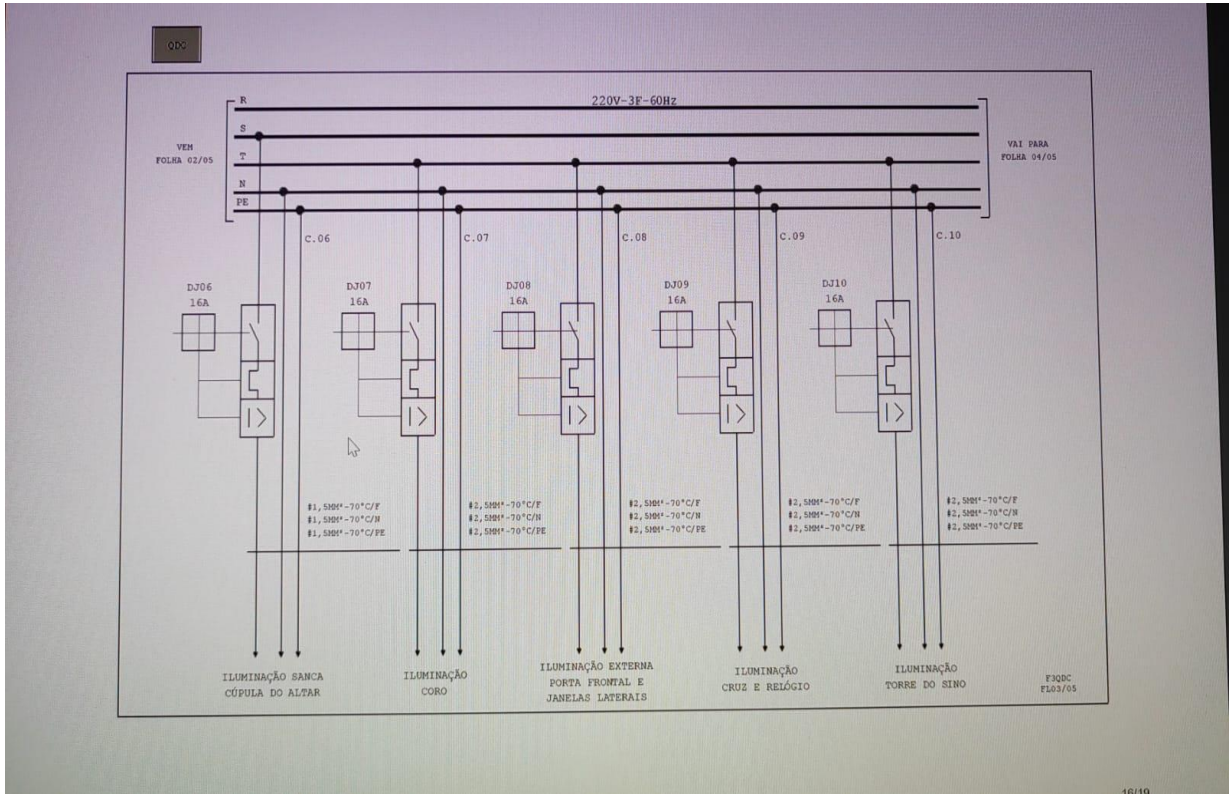 QDG
R
220V-3F-60Hz
S
VEM
FOLHA 02/05
VAI PARA
FOLHA 04/05
T
N
PE
C.06
C.07
C.08
C.09
C.10
DJ06
16A
DJ07
16A
DJ08
16A
DJ09
16A
DJ10
16A
#1,5MM²-70°C/F
#1,5MM²-70°C/N
#1,5MM²-70°C/PE
#2,5MM²-70°C/F
#2,5MM²-70°C/N
#2,5MM²-70°C/PE
#2,5MM²-70°C/F
#2,5MM²-70°C/N
#2,5MM²-70°C/PE
#2,5MM²-70°C/F
#2,5MM²-70°C/N
#2,5MM²-70°C/PE
#2,5MM²-70°C/F
#2,5MM²-70°C/N
#2,5MM²-70°C/PE
ILUMINAÇÃO SANCA
CÚPULA DO ALTAR
ILUMINAÇÃO
CORO
ILUMINAÇÃO EXTERNA
PORTA FRONTAL E
JANELAS LATERAIS
ILUMINAÇÃO
CRUZ E RELÓGIO
ILUMINAÇÃO
TORRE DO SINO
F3QDC
FL03/05
16/19